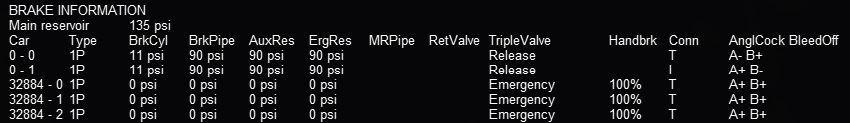 BRAKE INFORMATION
Main reservoir 135 psi
Car Type BrkCyl BrkPipe AuxRes ErgRes MRPipe RetValve TripleValve Handbrk Conn AnglCock BleedOff
0 - 0 1P 11 psi 90 psi 90 psi 90 psi Release T A- B+
0 - 1 1P 11 psi 90 psi 90 psi 90 psi Release I A+ B-
32884 - 0 1P 0 psi 0 psi 0 psi 0 psi Emergency 100% T A+ B+
32884 - 1 1P 0 psi 0 psi 0 psi 0 psi Emergency 100% T A+ B+
32884 - 2 1P 0 psi 0 psi 0 psi 0 psi Emergency 100% T A+ B+